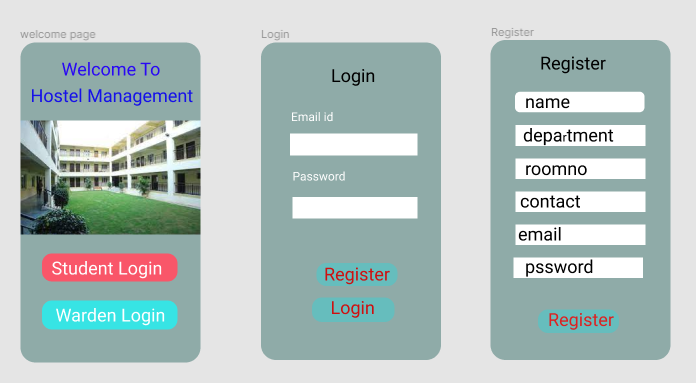 welcome page
Welcome To
Hostel Management
Student Login
Warden Login
Login
Login
Email id
Password
Register
Login
Register
Register
name
department
roomno
contact
email
pssword
Register